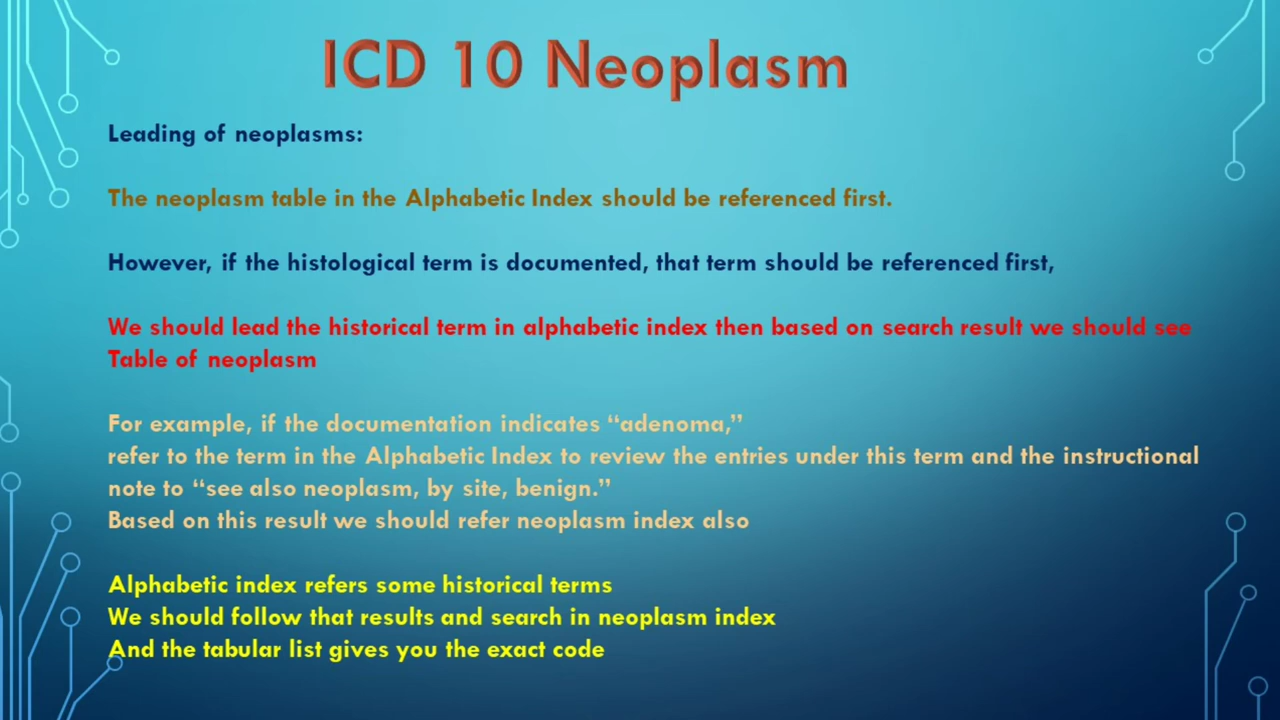 ICD 10 Neoplasm
Leading of neoplasms:
The neoplasm table in the Alphabetic Index should be referenced first.
However, if the histological term is documented, that term should be referenced first,
We should lead the historical term in alphabetic index then based on search result we should see
Table of neoplasm
For example, if the documentation indicates “adenoma,”
refer to the term in the Alphabetic Index to review the entries under this term and the instructional
note to “see also neoplasm, by site, benign.”
Based on this result we should refer neoplasm index also
Alphabetic index refers some historical terms
We should follow that results and search in neoplasm index
And the tabular list gives you the exact code